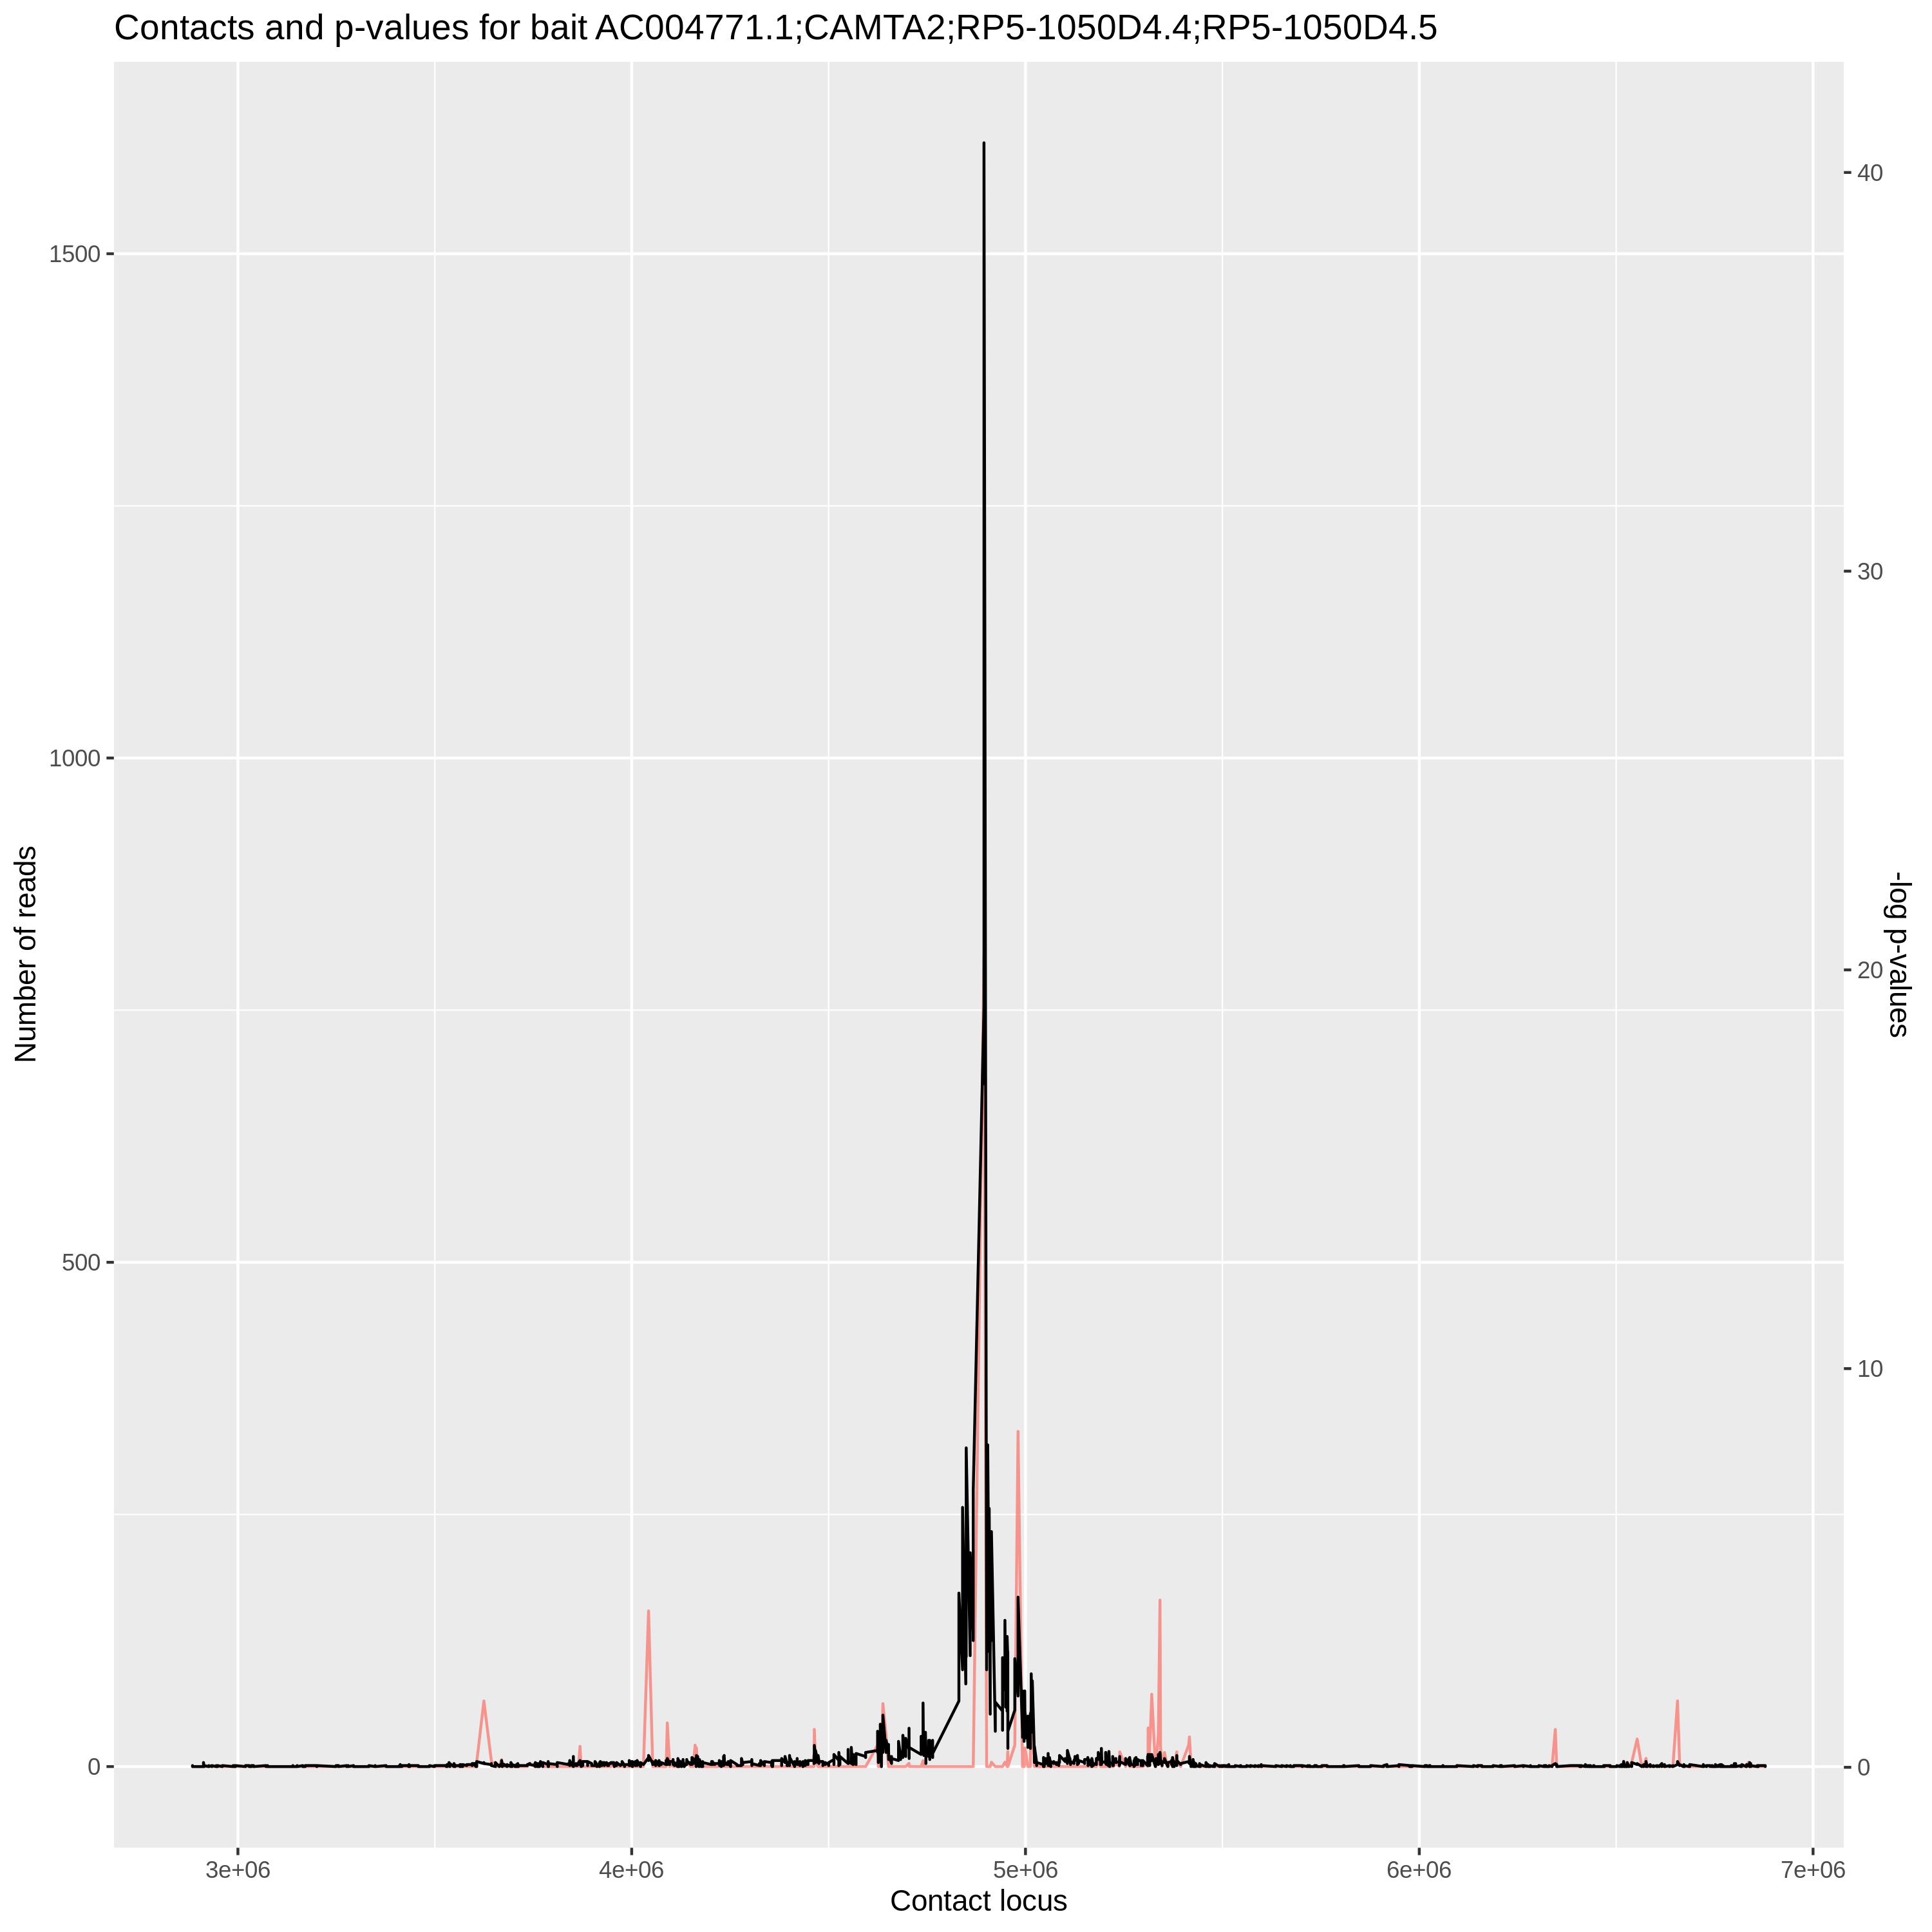 Contacts and p-values for bait AC004771.1;CAMTA2;RP5-1050D4.4;RP5-1050D4.5
1500
1000
500
0
Number of reads
40
30
20
10
0
-log p-values
3e+06
4e+06
5e+06
6e+06
7e+06
Contact locus